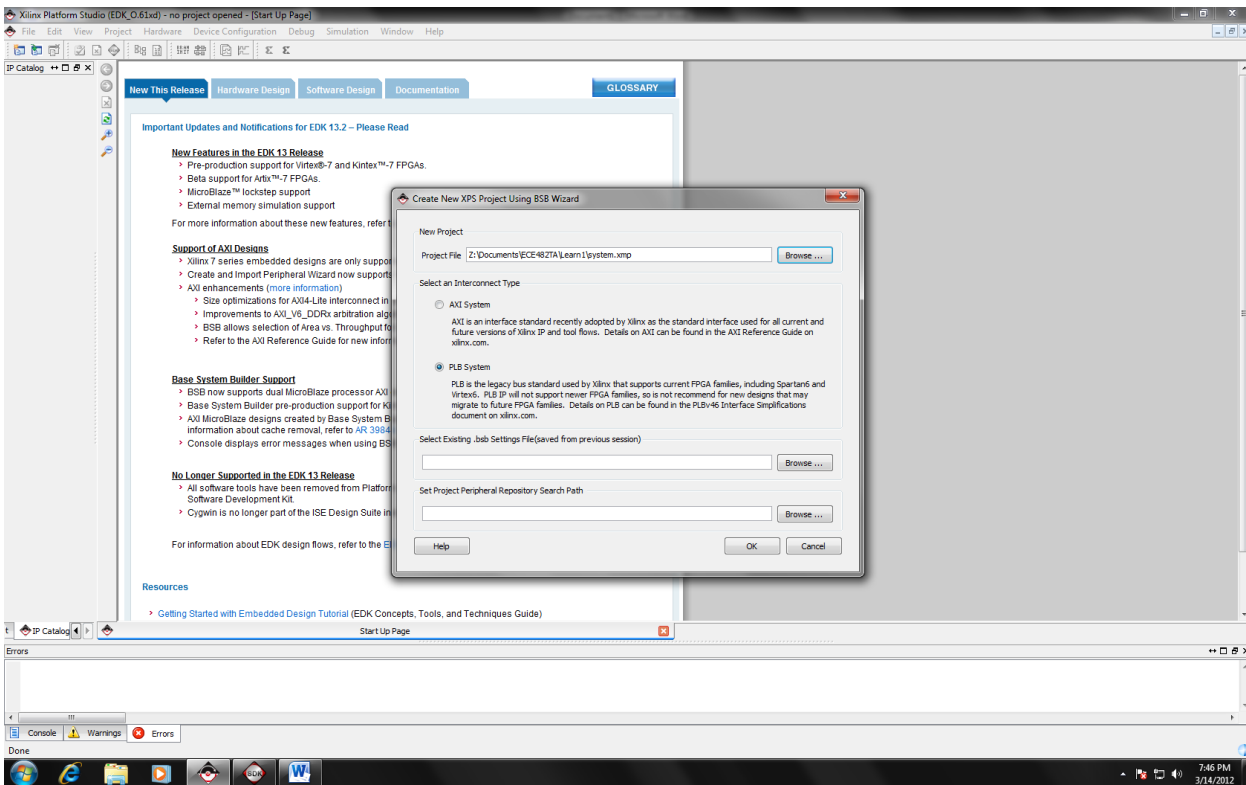 Xilinx Platform Studio (EDK_O.61xd) - no project opened - [Start Up Page]
File Edit View Project Hardware Device Configuration Debug Simulation Window Help
IP Catalog
New This Release Hardware Design Software Design Documentation GLOSSARY
Important Updates and Notifications for EDK 13.2 – Please Read
New Features in the EDK 13 Release
Pre-production support for Virtex®-7 and Kintex™-7 FPGAs.
Beta support for Artix™-7 FPGAs.
MicroBlaze™ lockstep support
External memory simulation support
For more information about these new features, refer t
Support of AXI Designs
Xilinx 7 series embedded designs are only suppor
Create and Import Peripheral Wizard now supports
AXI enhancements (more information)
Size optimizations for AXI4-Lite interconnect in
Improvements to AXI_V6_DDRx arbitration algo
BSB allows selection of Area vs. Throughput fo
Refer to the AXI Reference Guide for new inform
Base System Builder Support
BSB now supports dual MicroBlaze processor AXI
Base System Builder pre-production support for Ki
AXI MicroBlaze designs created by Base System B
information about cache removal, refer to AR 3984
Console displays error messages when using BS
No Longer Supported in the EDK 13 Release
All software tools have been removed from Platfor
Software Development Kit.
Cygwin is no longer part of the ISE Design Suite in
For information about EDK design flows, refer to the E
Resources
Getting Started with Embedded Design Tutorial (EDK Concepts, Tools, and Techniques Guide)
Create New XPS Project Using BSB Wizard
New Project
Project File Z:\Documents\ECE482TA\Learn1\system.xmp Browse ...
Select an Interconnect Type
AXI System
AXI is an interface standard recently adopted by Xilinx as the standard interface used for all current and
future versions of Xilinx IP and tool flows. Details on AXI can be found in the AXI Reference Guide on
xilinx.com.
PLB System
PLB is the legacy bus standard used by Xilinx that supports current FPGA families, including Spartan6 and
Virtex6. PLB IP will not support newer FPGA families, so is not recommend for new designs that may
migrate to future FPGA families. Details on PLB can be found in the PLBv46 Interface Simplifications
document on xilinx.com.
Select Existing .bsb Settings File(saved from previous session)
Browse ...
Set Project Peripheral Repository Search Path
Browse ...
Help OK Cancel
t IP Catalog Start Up Page
Errors
Console Warnings Errors
Done
SDK W
7:46 PM
3/14/2012